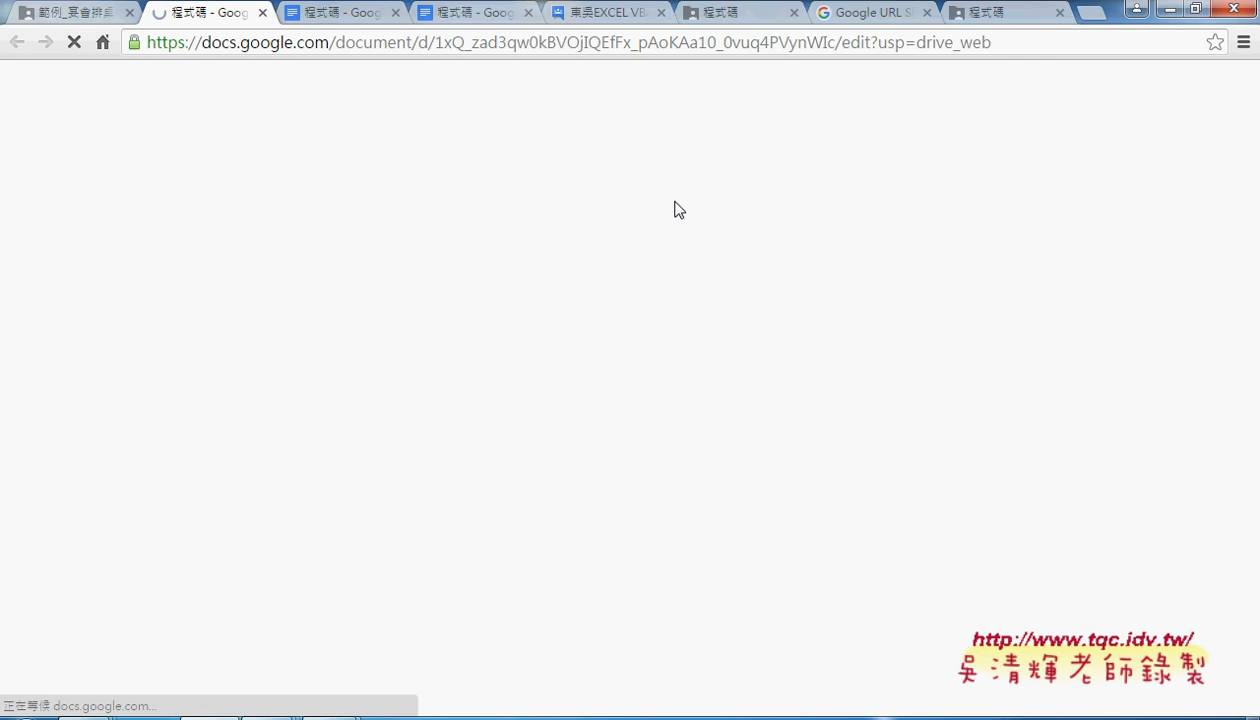 範例_宴會排桌
程式碼 - Goog
程式碼 - Goog
程式碼 - Goog
東吳EXCEL VBA
程式碼
Google URL S
程式碼
https://docs.google.com/document/d/1xQ_zad3qw0kBVOjIQEfFx_pAoKAa10_0vuq4PVynWIc/edit?usp=drive_web
http://www.tqc.idv.tw/
吳清輝老師錄製
正在等候 docs.google.com...